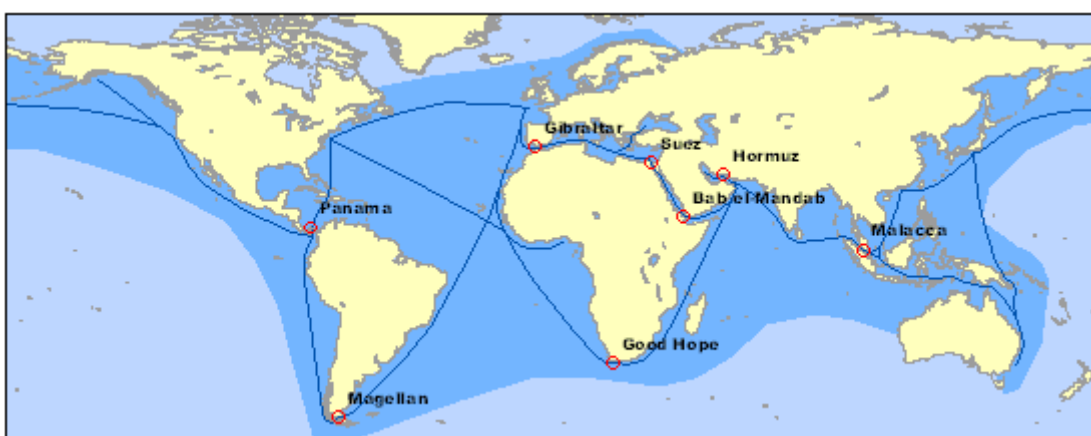 Gibraltar
Suez
Hormuz
Panama
Bab el Mandab
Malacca
Good Hope
Magellan